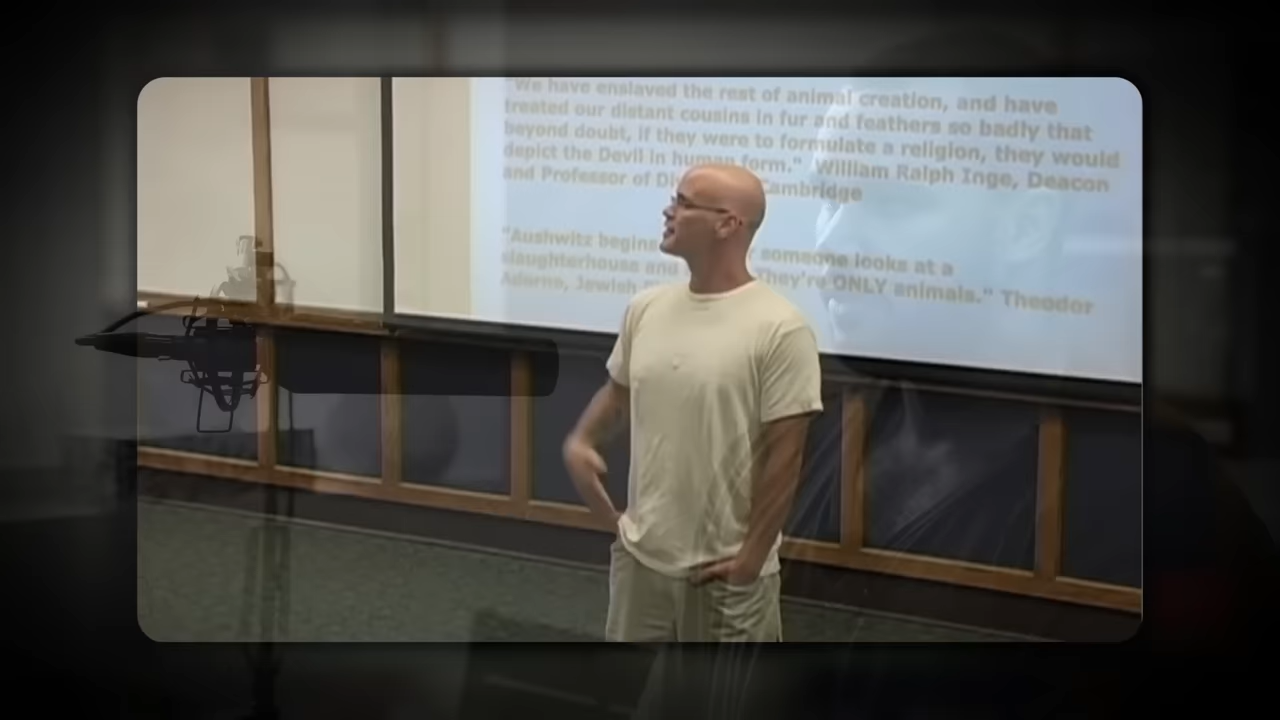 "We have enslaved the rest of animal creation, and have
treated our distant cousins in fur and feathers so badly that
beyond doubt, if they were to formulate a religion, they would
depict the Devil in human form." William Ralph Inge, Deacon
and Professor of Cambridge
"Aushwitz begins someone looks at a
slaughterhouse and They're ONLY animals." Theodor
Adorno, Jewish